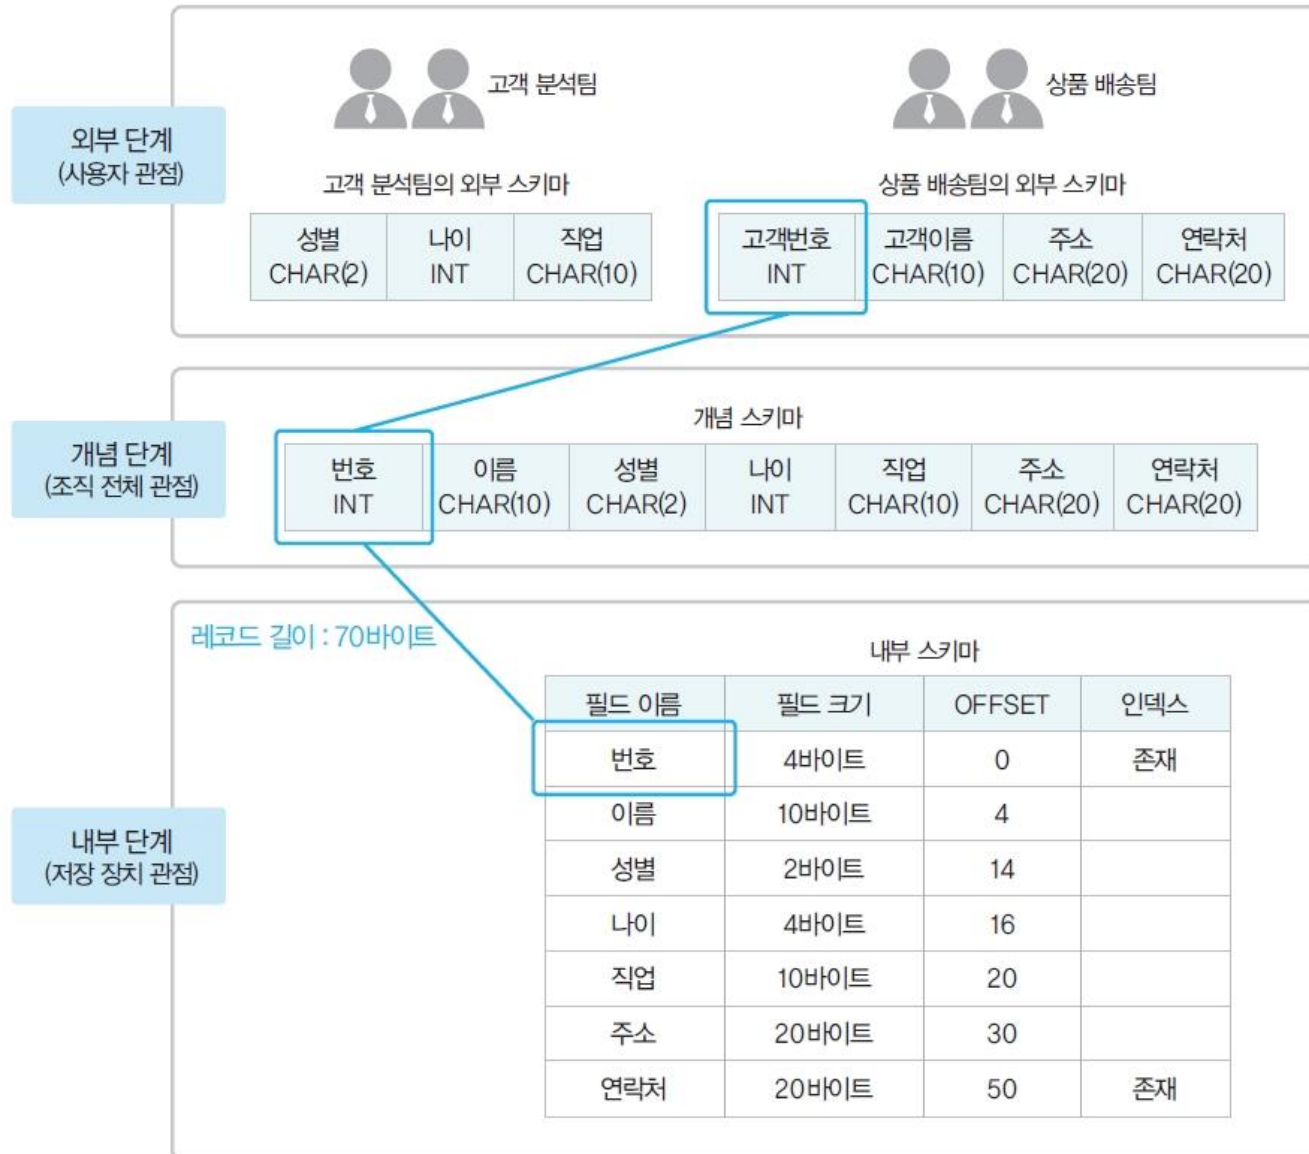 고객 분석팀
상품 배송팀
외부 단계
(사용자 관점)
고객 분석팀의 외부 스키마
상품 배송팀의 외부 스키마
성별 나이 직업
CHAR(2) INT CHAR(10)
고객번호 고객이름 주소 연락처
INT CHAR(10) CHAR(20) CHAR(20)
개념 단계
(조직 전체 관점)
개념 스키마
번호 이름 성별 나이 직업 주소 연락처
INT CHAR(10) CHAR(2) INT CHAR(10) CHAR(20) CHAR(20)
레코드 길이 : 70바이트
내부 스키마
내부 단계
(저장 장치 관점)
필드 이름 필드 크기 OFFSET 인덱스
번호 4바이트 0 존재
이름 10바이트 4
성별 2바이트 14
나이 4바이트 16
직업 10바이트 20
주소 20바이트 30
연락처 20바이트 50 존재